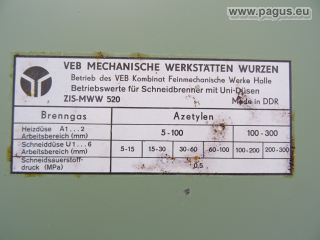 www.pagus.eu
VEB MECHANISCHE WERKSTÄTTEN WURZEN
Betrieb des VEB Kombinat Feinmechanische Werke Halle
Betriebswerte für Schneidbrenner mit Uni-Düsen
ZIS-MWW 520 Made in DDR
Brenngas Azetylen
Heizdüse A1...2
Arbeitsbereich (mm) 5-100 100-300
Schneiddüse U1...6
Arbeitsbereich (mm) 5-15 15-30 30-60 60-100 100-200 200-300
Schneidsauerstoff-
druck (MPa) 0,5